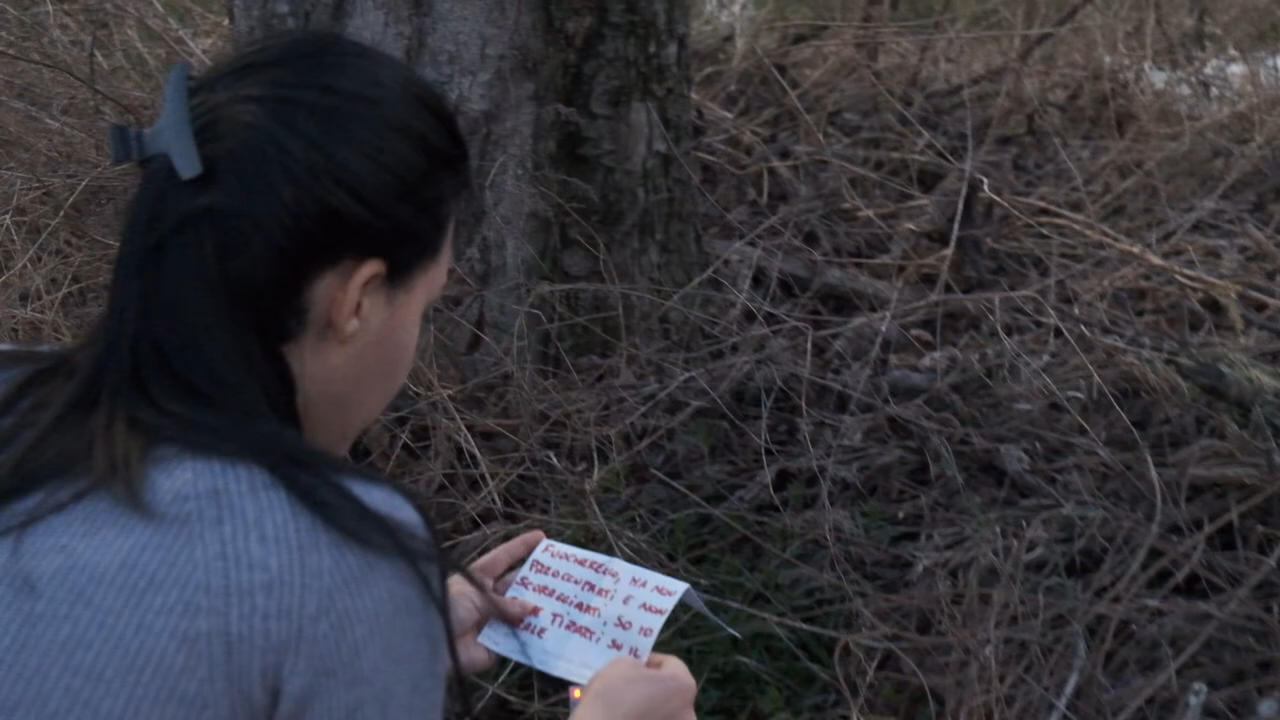 FUOCHERELLO, MA NON
PREOCCUPARTI E NON
SCORAGGIARTI. SO IO
TIRARTI SU IL